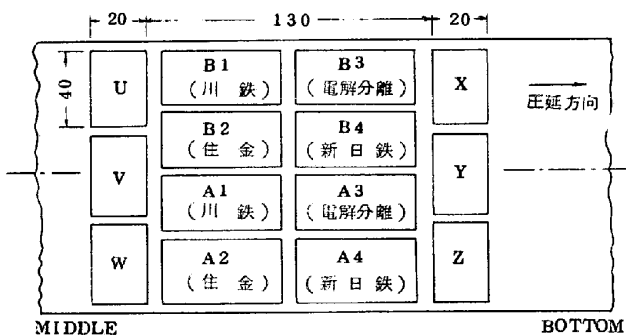 20 130 20
40
U
B1
(川鉄)
B3
(電解分離)
X
圧延方向
B2
(住金)
B4
(新日鉄)
V
Y
A1
(川鉄)
A3
(電解分離)
W
A2
(住金)
A4
(新日鉄)
Z
MIDDLE BOTTOM